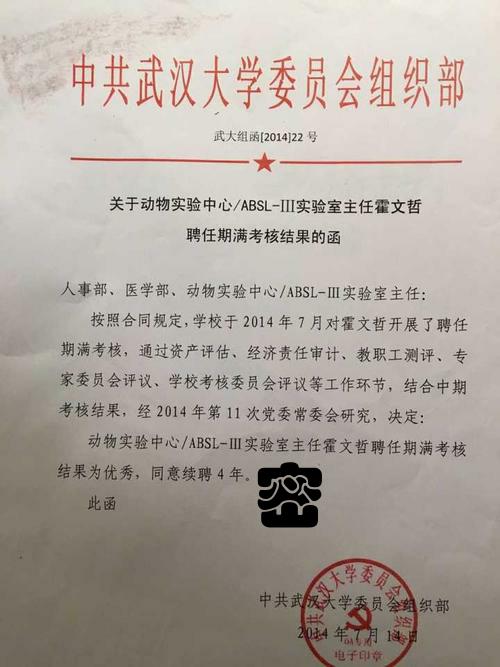 中共武汉大学委员会组织部
武大组函[2014]22 号
关于动物实验中心/ABSL-III实验室主任霍文哲
聘任期满考核结果的函
人事部、医学部、动物实验中心/ABSL-III实验室主任：
按照合同规定，学校于 2014 年 7 月对霍文哲开展了聘任
期满考核，通过资产评估、经济责任审计、教职工测评、专
家委员会评议、学校考核委员会评议等工作环节，结合中期
考核结果，经 2014 年第 11 次党委常委会研究，决定：
动物实验中心/ABSL-III实验室主任霍文哲聘任期满考核
结果为优秀，同意续聘 4 年。
此函
中共武汉大学委员会组织部
2014 年 7 月 14 日
中共武汉大学委员会组织部
电子印章